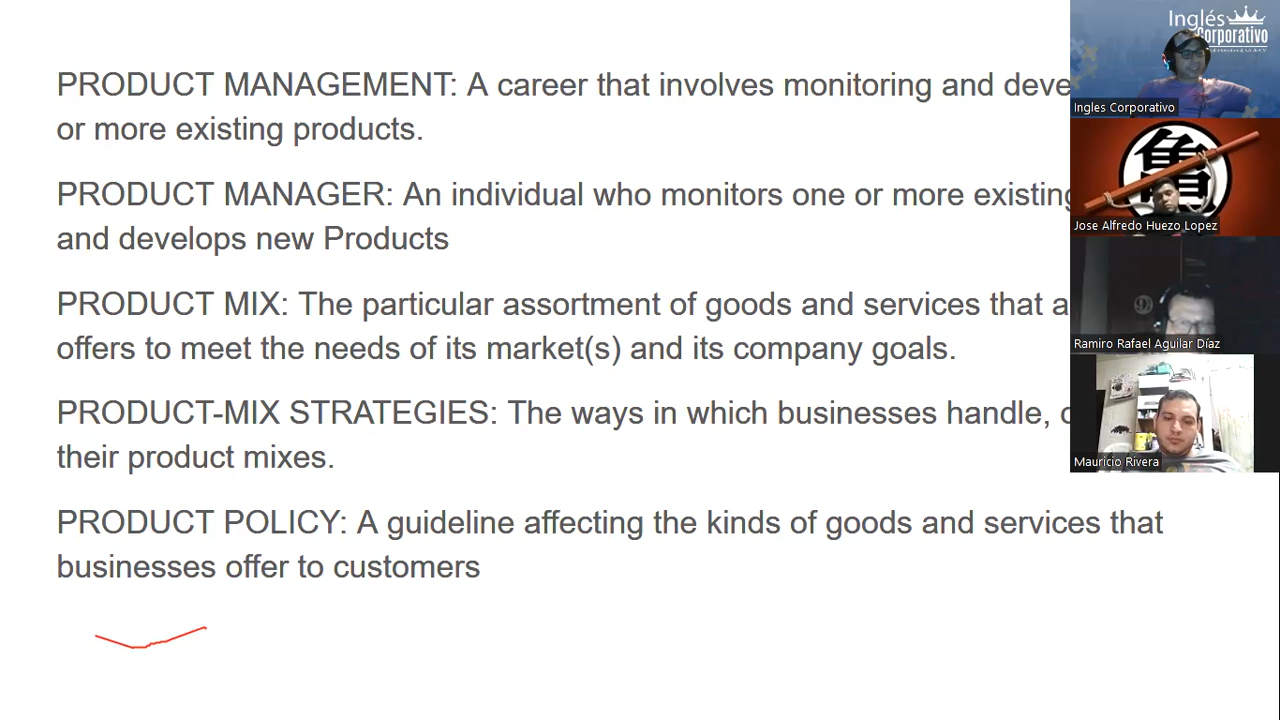 PRODUCT MANAGEMENT: A career that involves monitoring and deve
or more existing products.
PRODUCT MANAGER: An individual who monitors one or more existing
and develops new Products
PRODUCT MIX: The particular assortment of goods and services that a
offers to meet the needs of its market(s) and its company goals.
PRODUCT-MIX STRATEGIES: The ways in which businesses handle,
their product mixes.
PRODUCT POLICY: A guideline affecting the kinds of goods and services that
businesses offer to customers
Inglés
Corporativo
Ingles Corporativo
亀
Jose Alfredo Huezo Lopez
Ramiro Rafael Aguilar Díaz
Mauricio Rivera